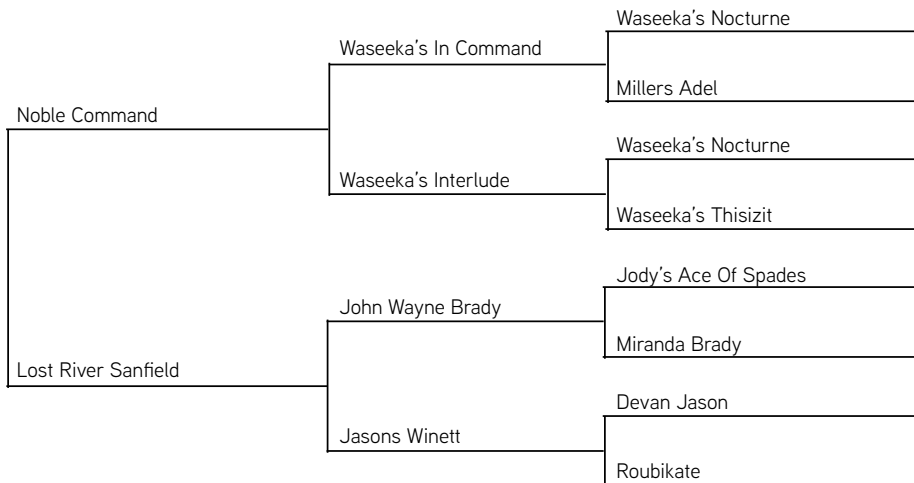 Waseeka’s Nocturne
Waseeka’s In Command
Millers Adel
Noble Command
Waseeka’s Nocturne
Waseeka’s Interlude
Waseeka’s Thisizit
Jody’s Ace Of Spades
John Wayne Brady
Miranda Brady
Lost River Sanfield
Devan Jason
Jasons Winett
Roubikate